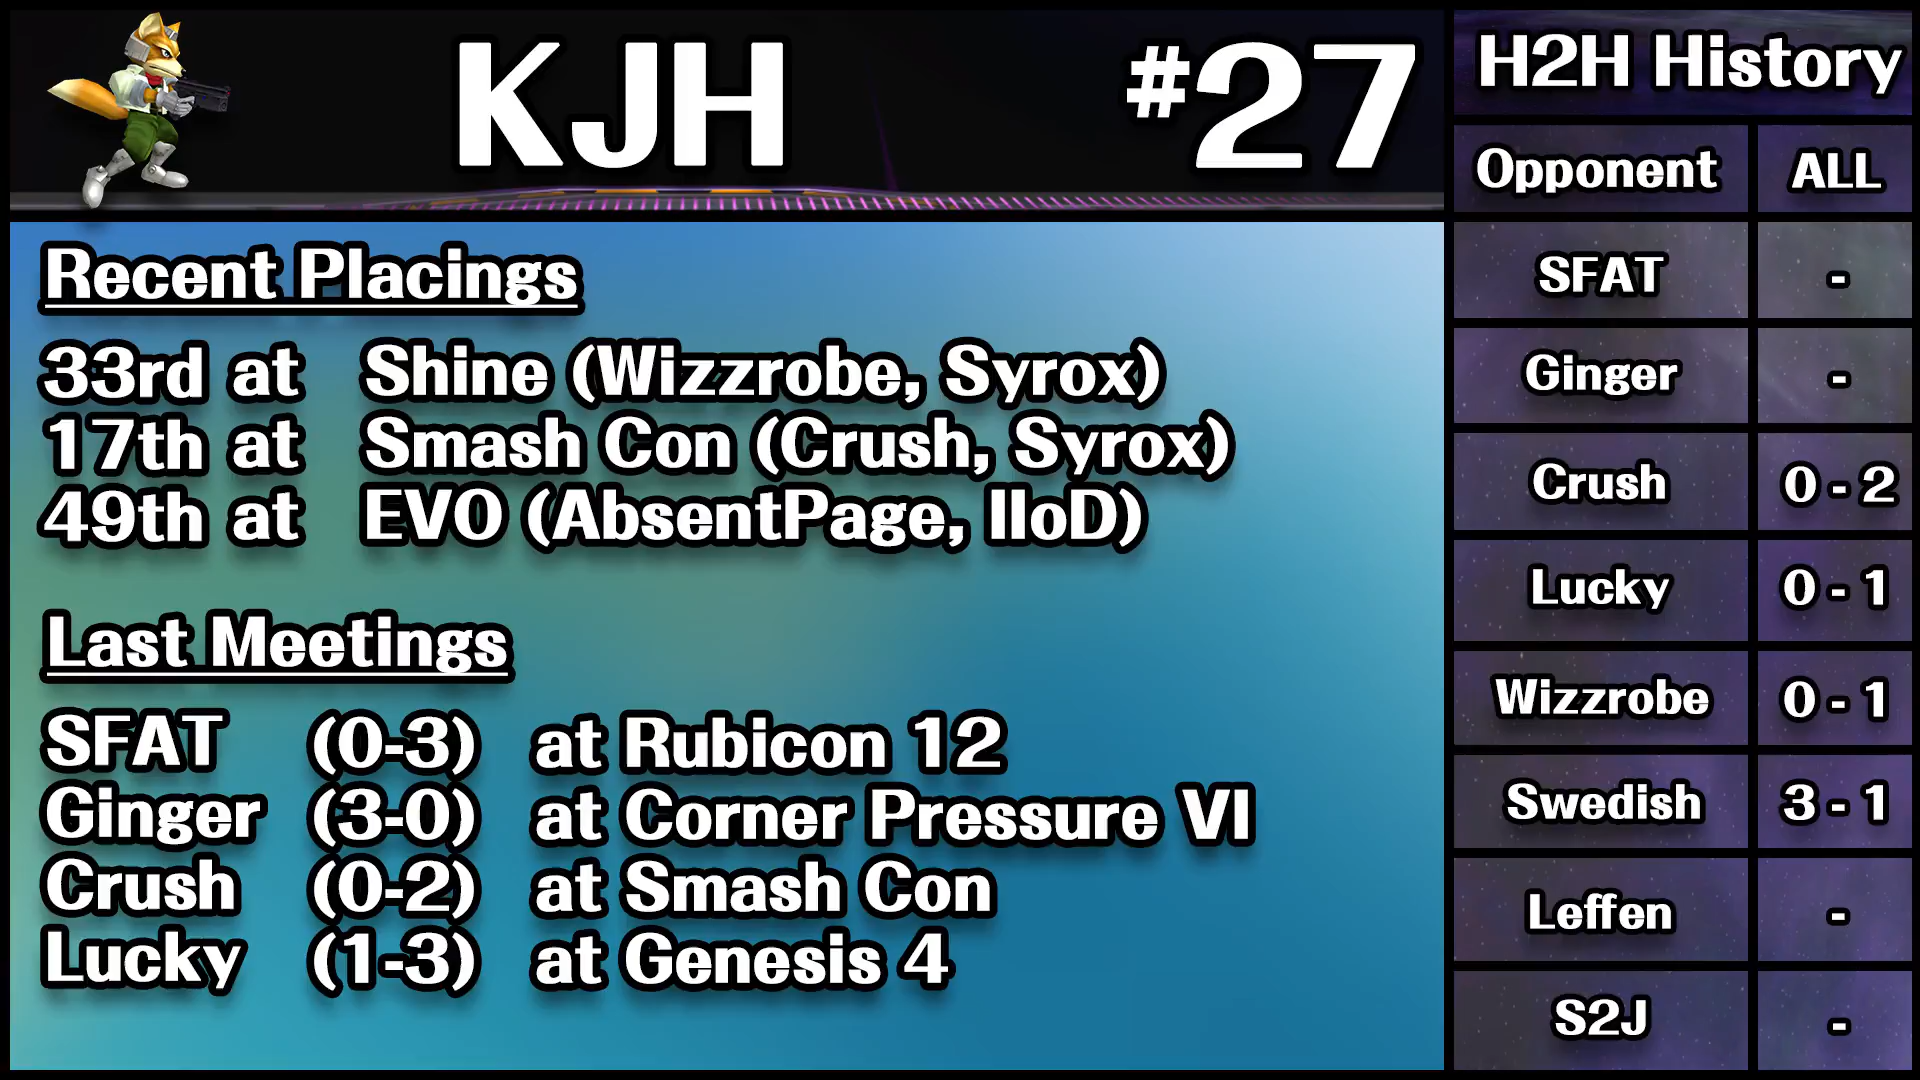 KJH
#27
Recent Placings
33rd at Shine (Wizzrobe, Syrox)
17th at Smash Con (Crush, Syrox)
49th at EVO (AbsentPage, lloD)
Last Meetings
SFAT (0-3) at Rubicon 12
Ginger (3-0) at Corner Pressure VI
Crush (0-2) at Smash Con
Lucky (1-3) at Genesis 4
H2H History
Opponent ALL
SFAT -
Ginger -
Crush 0 - 2
Lucky 0 - 1
Wizzrobe 0 - 1
Swedish 3 - 1
Leffen -
S2J -